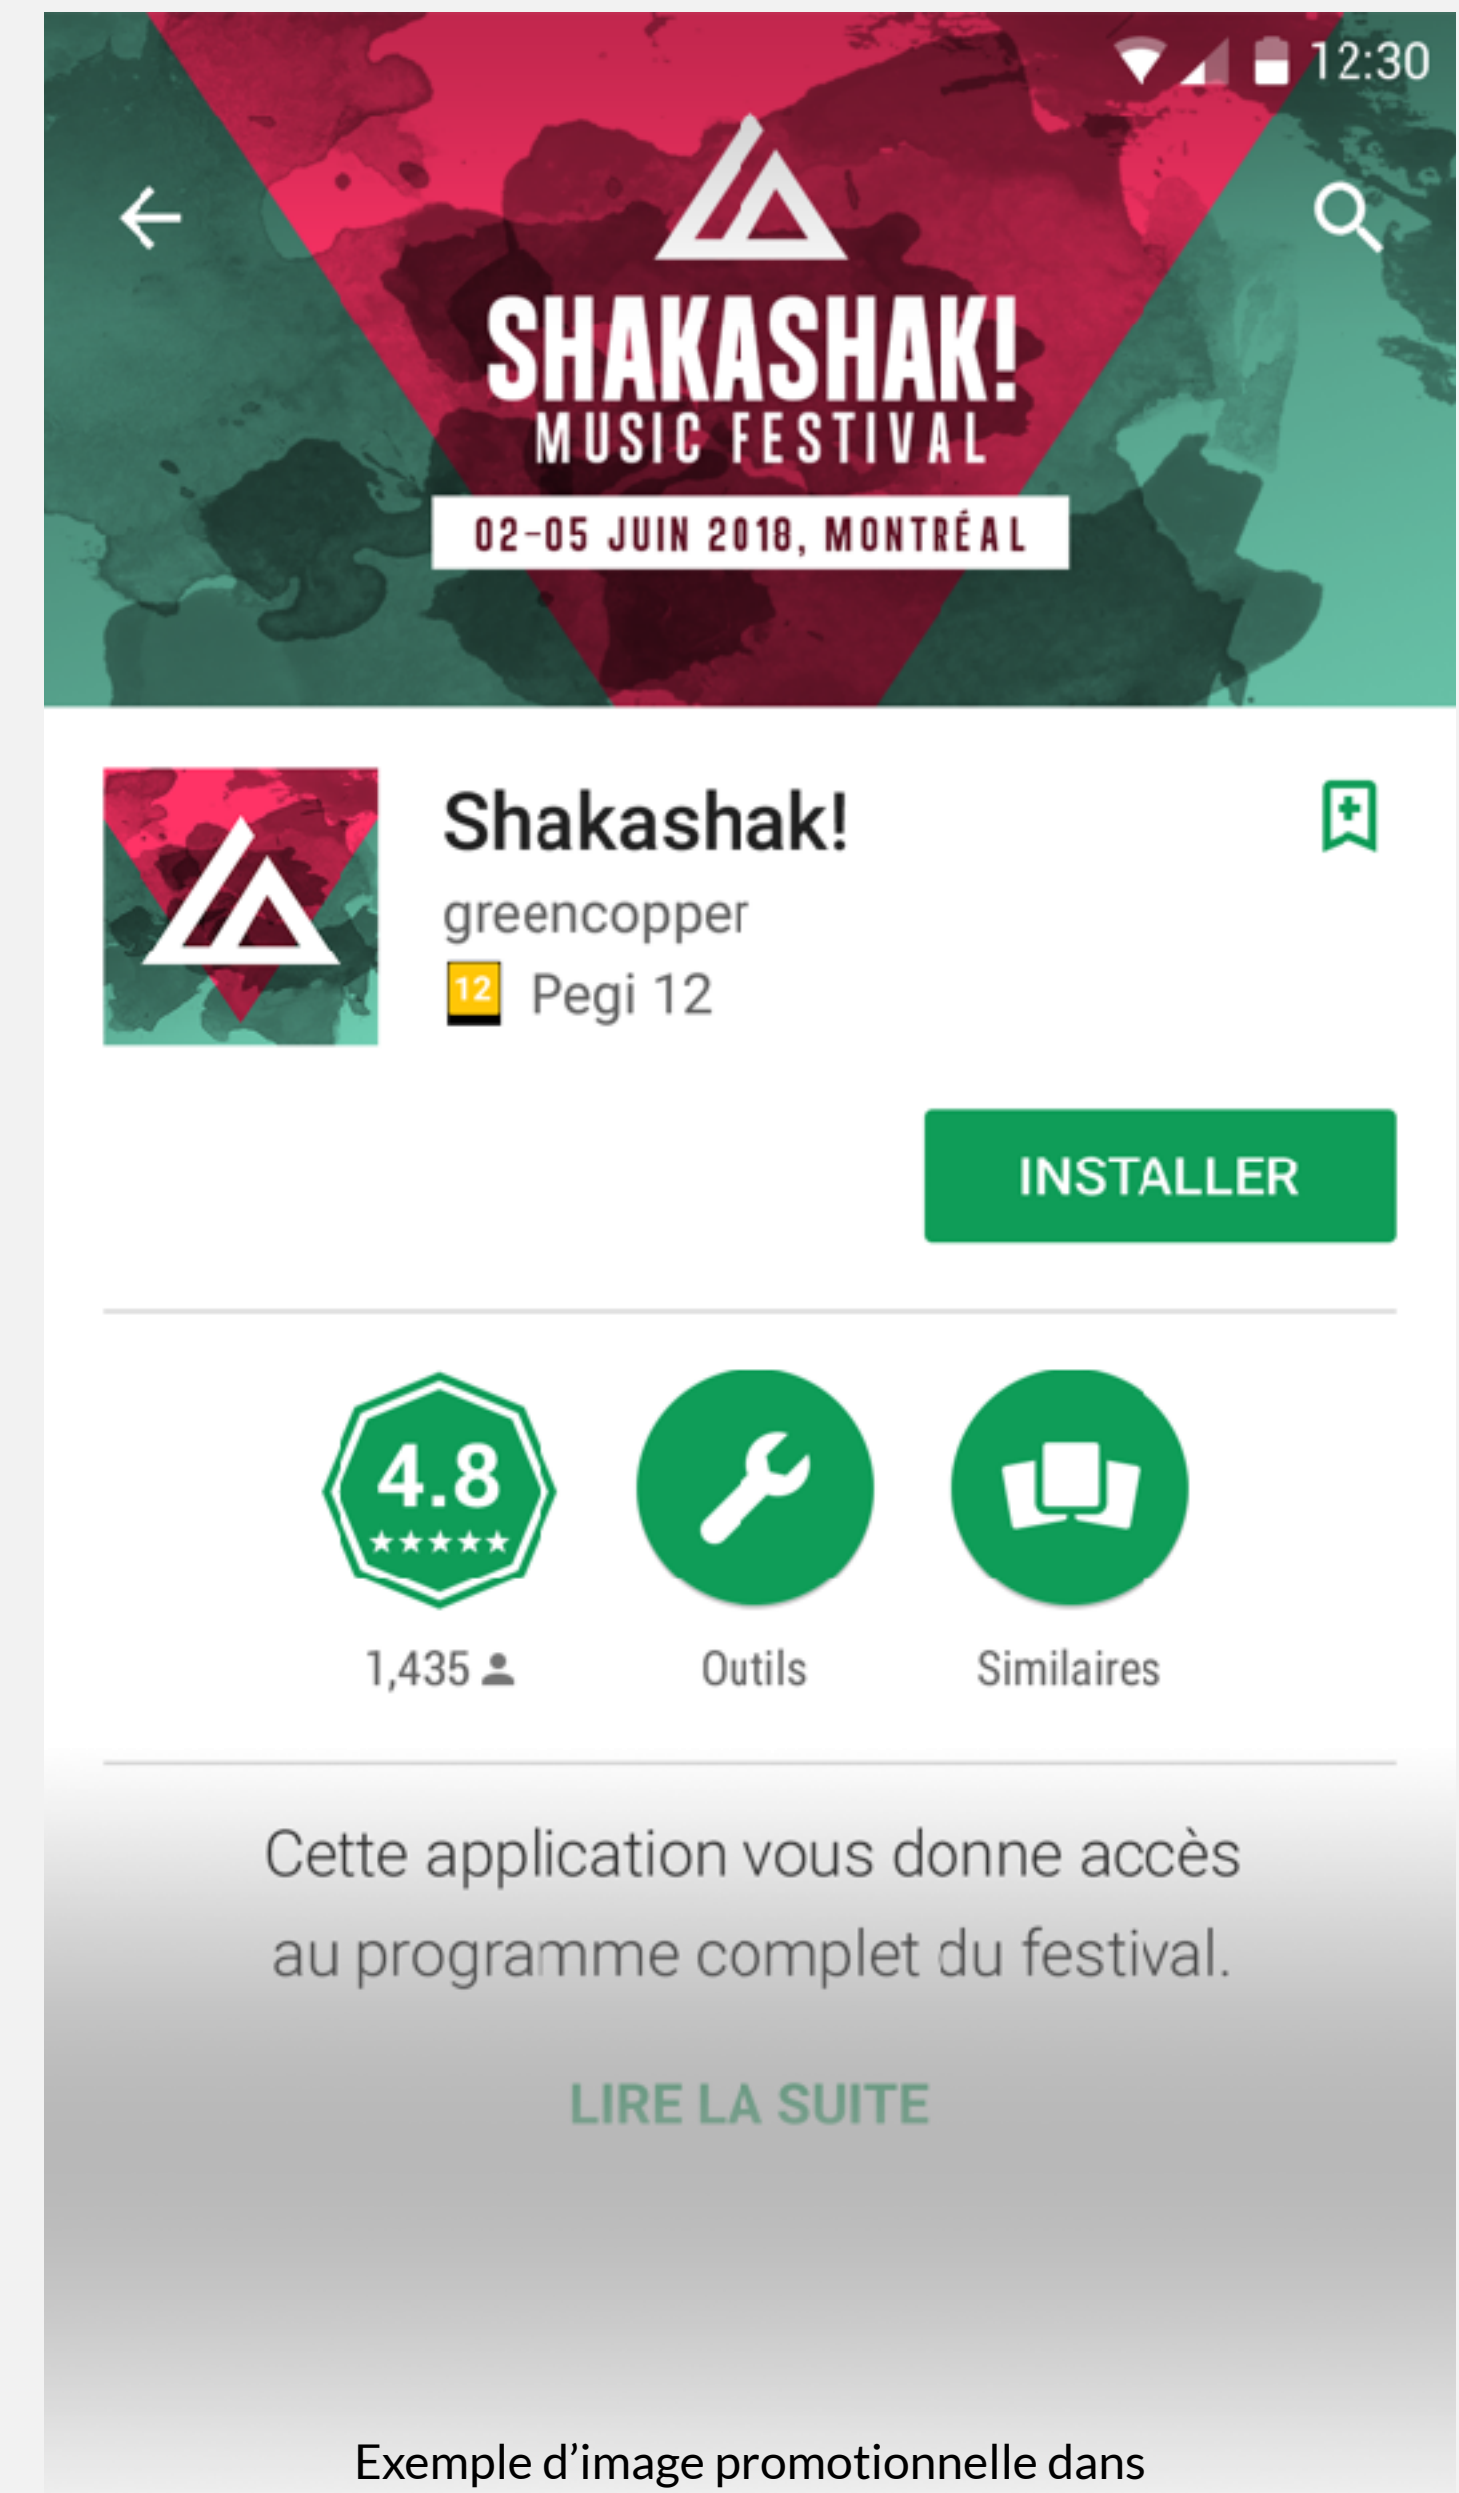 12:30
SHAKASHAK!
MUSIC FESTIVAL
02-05 JUIN 2018, MONTRÉAL
Shakashak!
greencopper
12 Pegi 12
INSTALLER
4.8
1,435
Outils
Similaires
Cette application vous donne accès
au programme complet du festival.
LIRE LA SUITE
Exemple d’image promotionnelle dans